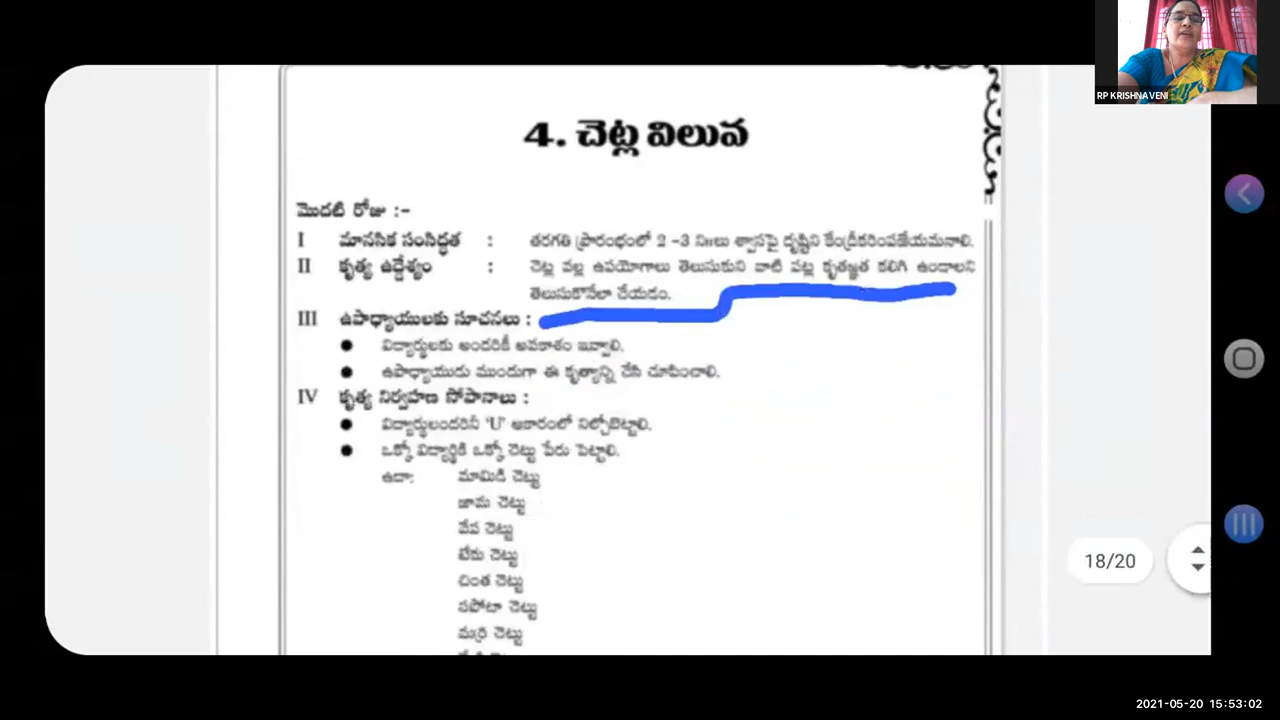 RP KRISHNAVENI
4. చెట్ల విలువ
మొదటి రోజు :-
I మానసిక సంసిద్ధత : తరగతి ప్రారంభంలో 2 -3 ని॥లు శ్వాసపై దృష్టిని కేంద్రీకరింపజేయమనాలి.
II కృత్య ఉద్దేశ్యం : చెట్ల వల్ల ఉపయోగాలు తెలుసుకుని వాటి పట్ల కృతజ్ఞత కలిగి ఉండాలని
తెలుసుకొనేలా చేయడం.
III ఉపాధ్యాయులకు సూచనలు :
● విద్యార్థులకు అందరికీ అవకాశం ఇవ్వాలి.
● ఉపాధ్యాయుడు ముందుగా ఈ కృత్యాన్ని చేసి చూపించాలి.
IV కృత్య నిర్వహణ సోపానాలు :
● విద్యార్థులందరినీ 'U' ఆకారంలో నిల్చోబెట్టాలి.
● ఒక్కో విద్యార్థికి ఒక్కో చెట్టు పేరు పెట్టాలి.
ఉదా: మామిడి చెట్టు
జామ చెట్టు
వేప చెట్టు
టేకు చెట్టు
చింత చెట్టు
సపోటా చెట్టు
మర్రి చెట్టు
18/20
2021-05-20 15:53:02